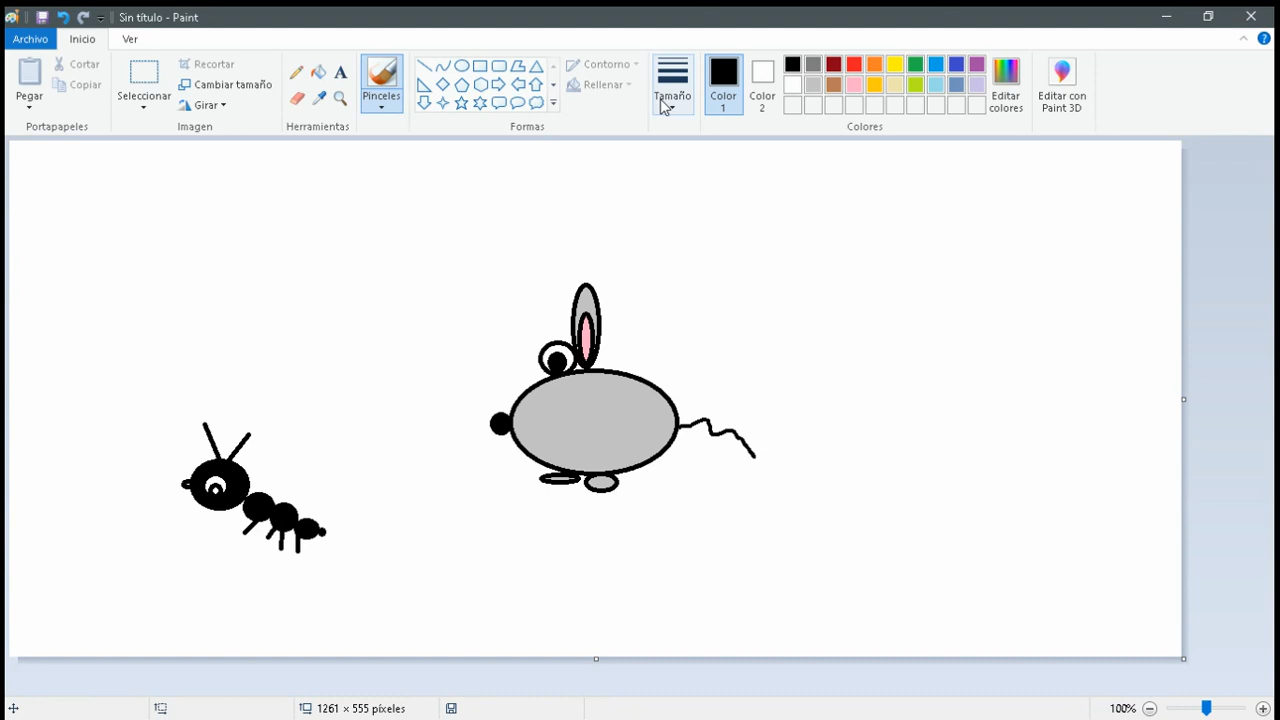 Sin título - Paint
Archivo Inicio Ver
Pegar
Cortar
Copiar
Portapapeles
Seleccionar
Recortar
Cambiar tamaño
Girar
Imagen
A
Herramientas
Pinceles
Contorno
Rellenar
Formas
Tamaño
Color
1
Color
2
Editar
colores
Colores
Editar con
Paint 3D
1261 × 555 píxeles
100%